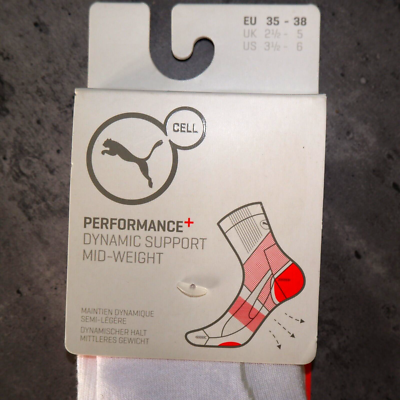 EU 35 - 38
UK 2½ - 5
US 3½ - 6
CELL
PERFORMANCE+
DYNAMIC SUPPORT
MID-WEIGHT
MAINTIEN DYNAMIQUE
SEMI-LÉGÈRE
DYNAMISCHER HALT
MITTLERES GEWICHT